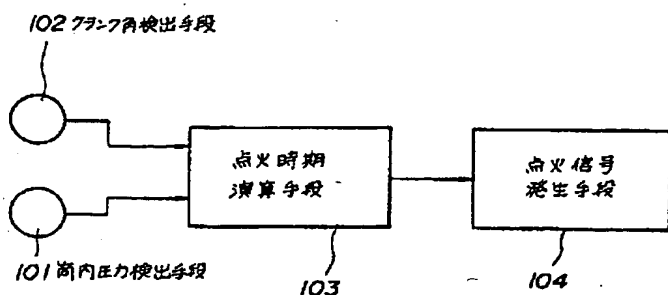 102 クランク角検出手段
点火時期
演算手段
点火信号
発生手段
101 筒内圧力検出手段
103
104